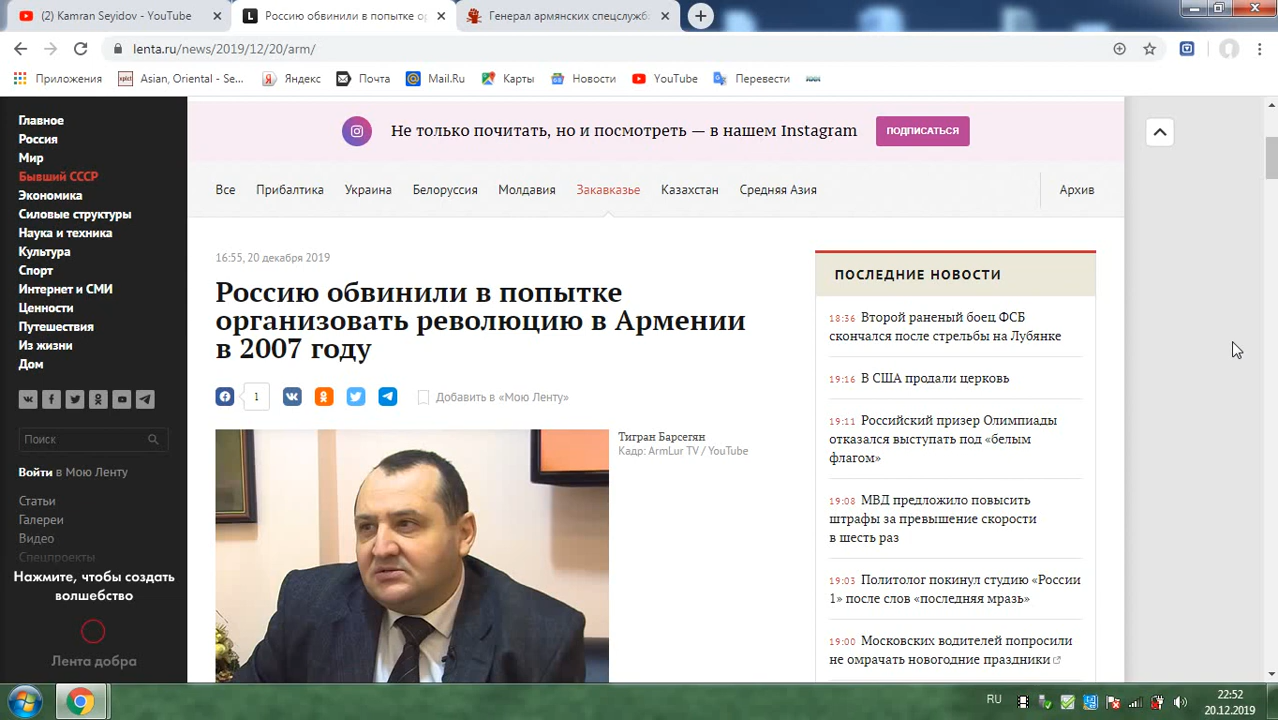 (2) Kamran Seyidov - YouTube
Россию обвинили в попытке ор
Генерал армянских спецслужб
lenta.ru/news/2019/12/20/arm/
Приложения
Asian, Oriental - Se...
Яндекс
Почта
Mail.Ru
Карты
Новости
YouTube
Перевести
Главное
Россия
Мир
Бывший СССР
Экономика
Силовые структуры
Наука и техника
Культура
Спорт
Интернет и СМИ
Ценности
Путешествия
Из жизни
Дом
Поиск
Войти в Мою Ленту
Статьи
Галереи
Видео
Спецпроекты
Нажмите, чтобы создать
волшебство
Лента добра
Не только почитать, но и посмотреть — в нашем Instagram
ПОДПИСАТЬСЯ
Все
Прибалтика
Украина
Белоруссия
Молдавия
Закавказье
Казахстан
Средняя Азия
Архив
16:55, 20 декабря 2019
Россию обвинили в попытке
организовать революцию в Армении
в 2007 году
1
Добавить в «Мою Ленту»
Тигран Барсегян
Кадр: ArmLur TV / YouTube
ПОСЛЕДНИЕ НОВОСТИ
18:36 Второй раненый боец ФСБ
скончался после стрельбы на Лубянке
19:16 В США продали церковь
19:11 Российский призер Олимпиады
отказался выступать под «белым
флагом»
19:08 МВД предложило повысить
штрафы за превышение скорости
в шесть раз
19:03 Политолог покинул студию «России
1» после слов «последняя мразь»
19:00 Московских водителей попросили
не омрачать новогодние праздники
RU
22:52
20.12.2019